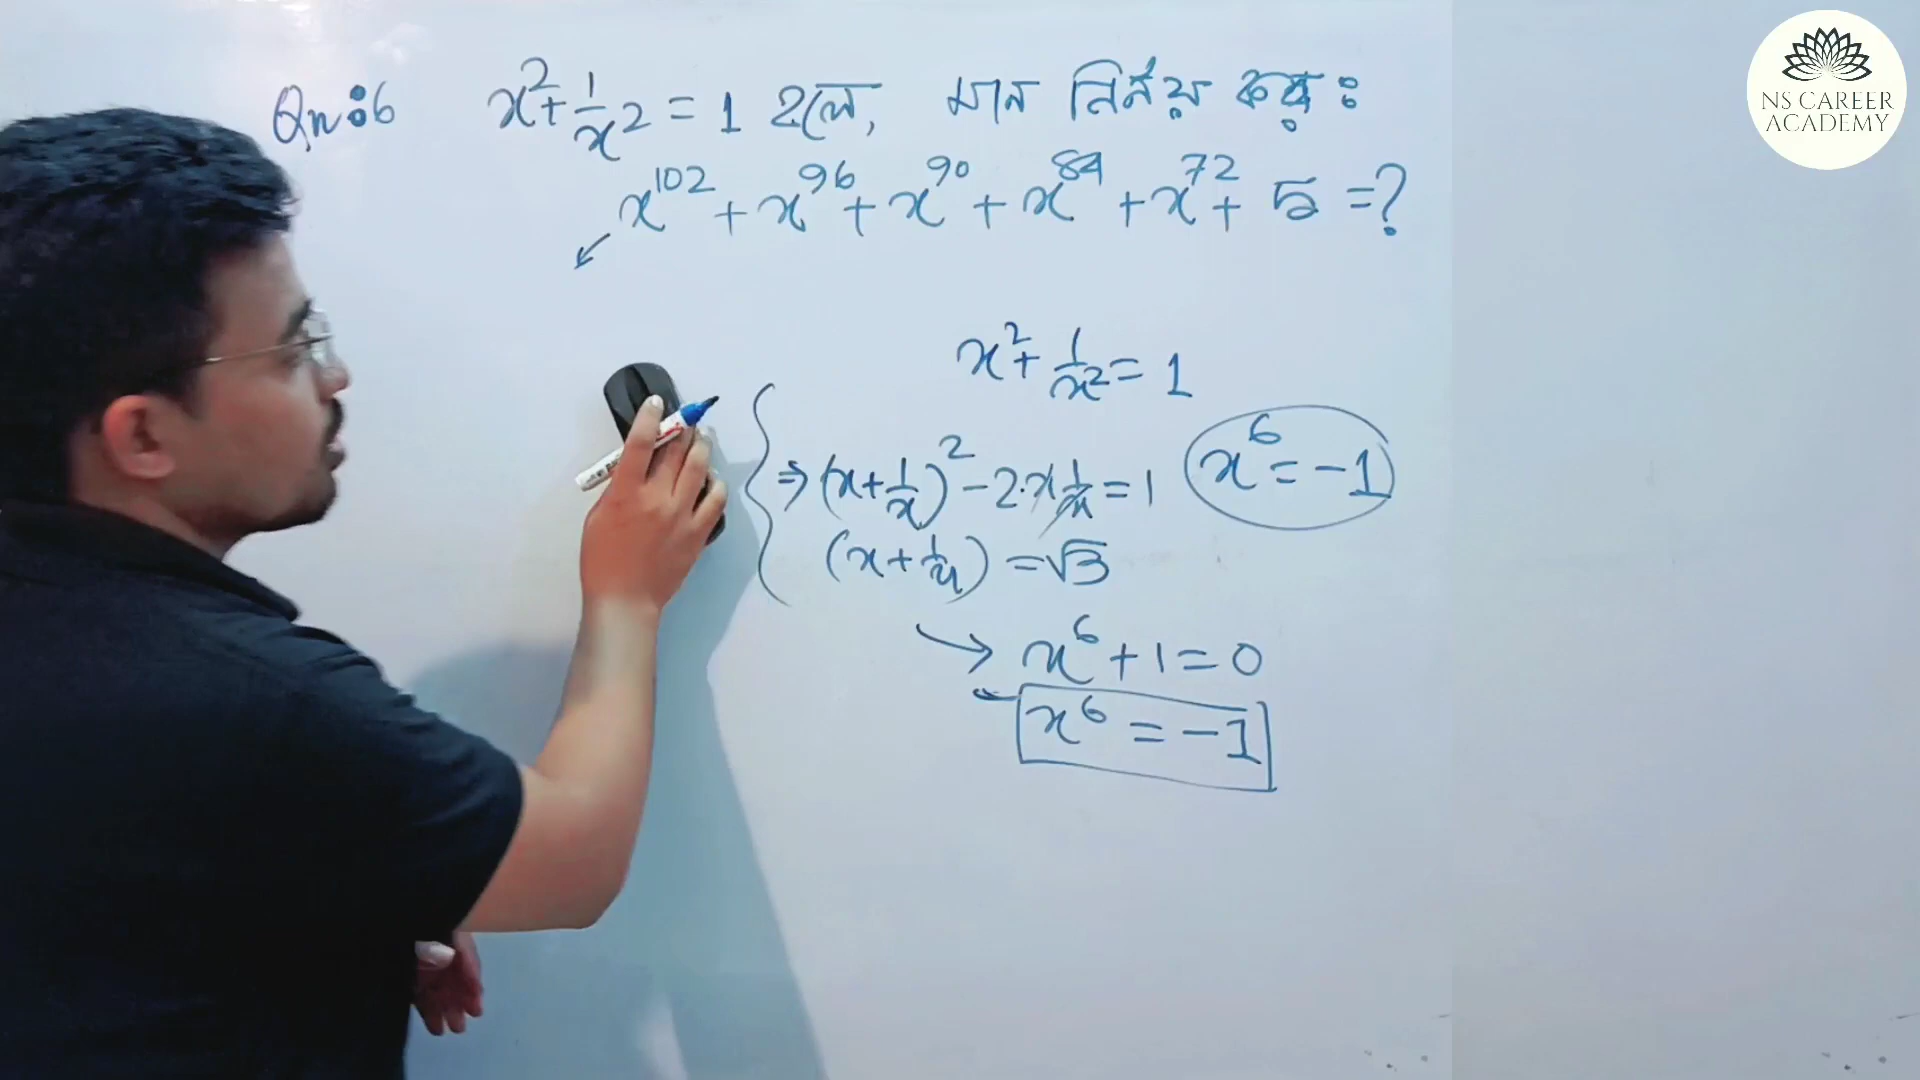 Qn:6 x²+1/x² = 1 হলে, মান নির্নয় করুন:
x¹⁰² + x⁹⁶ + x⁹⁰ + x⁸⁴ + x⁷² + 5 = ?
x²+1/x² = 1
⇒ (x+1/x)² - 2·x 1/x = 1
x⁶ = -1
(x+1/x) = √3
→ x⁶ + 1 = 0
x⁶ = -1
NS CAREER
ACADEMY